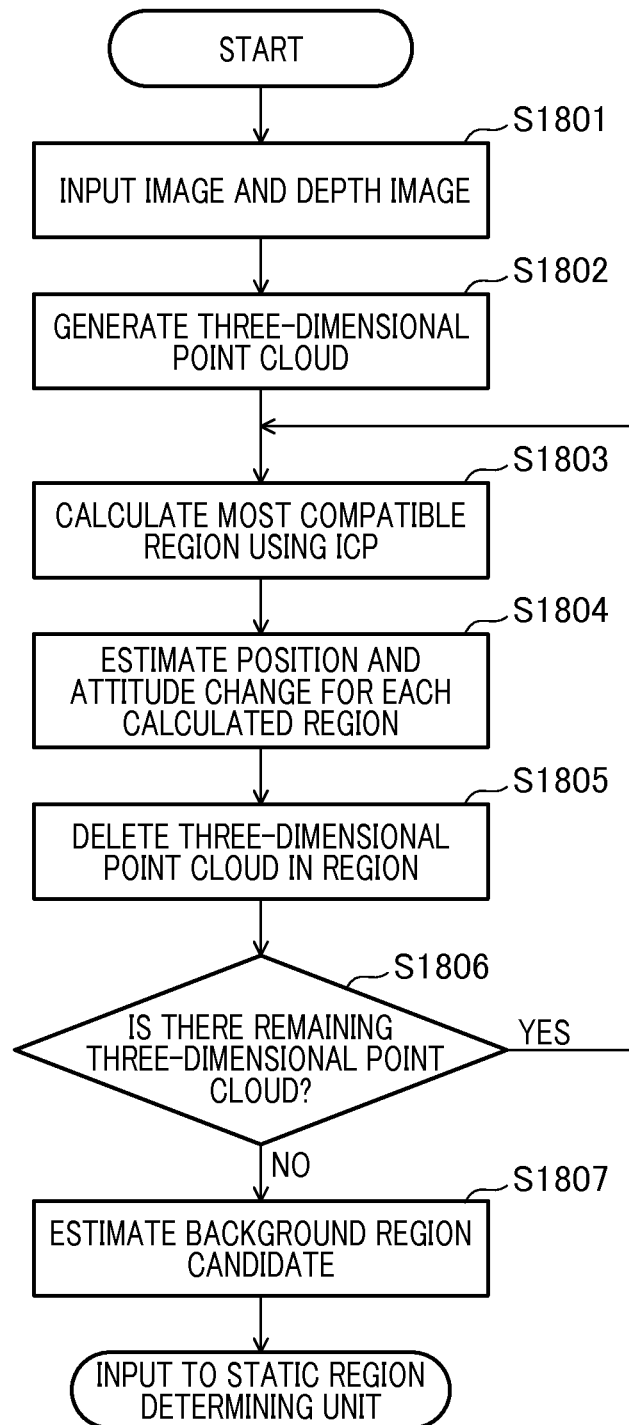 START
S1801
INPUT IMAGE AND DEPTH IMAGE
S1802
GENERATE THREE-DIMENSIONAL
POINT CLOUD
S1803
CALCULATE MOST COMPATIBLE
REGION USING ICP
S1804
ESTIMATE POSITION AND
ATTITUDE CHANGE FOR EACH
CALCULATED REGION
S1805
DELETE THREE-DIMENSIONAL
POINT CLOUD IN REGION
S1806
IS THERE REMAINING
THREE-DIMENSIONAL POINT
CLOUD?
YES
NO
S1807
ESTIMATE BACKGROUND REGION
CANDIDATE
INPUT TO STATIC REGION
DETERMINING UNIT